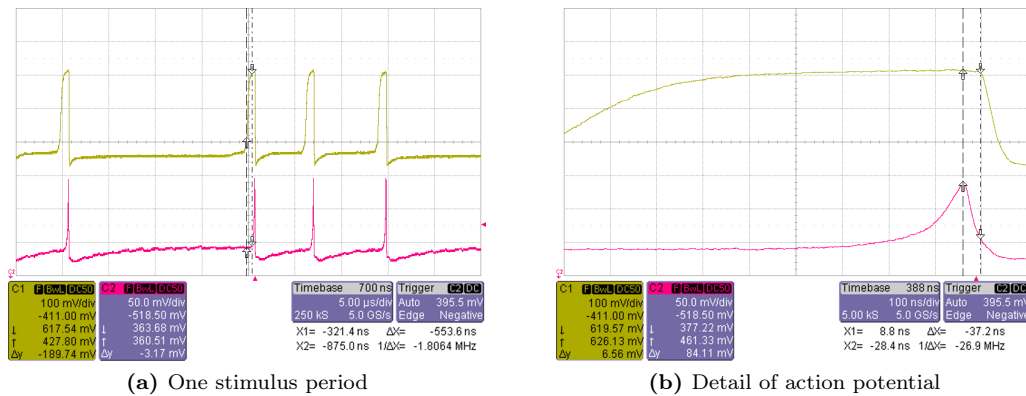 C2
C1 F BwL DC50
100 mV/div
-411.00 mV
↓ 617.54 mV
↑ 427.80 mV
Δy -189.74 mV
C2 F BwL DC50
50.0 mV/div
-518.50 mV
↓ 363.68 mV
↑ 360.51 mV
Δy -3.17 mV
Timebase 700 ns
5.00 µs/div
250 kS 5.0 GS/s
Trigger C2 DC
Auto 395.5 mV
Edge Negative
X1= -321.4 ns ΔX= -553.6 ns
X2= -875.0 ns 1/ΔX= -1.8064 MHz
(a) One stimulus period
C2
C1 F BwL DC50
100 mV/div
-411.00 mV
↓ 619.57 mV
↑ 626.13 mV
Δy 6.56 mV
C2 F BwL DC50
50.0 mV/div
-518.50 mV
↓ 377.22 mV
↑ 461.33 mV
Δy 84.11 mV
Timebase 388 ns
100 ns/div
5.00 kS 5.0 GS/s
Trigger C2 DC
Auto 395.5 mV
Edge Negative
X1= 8.8 ns ΔX= -37.2 ns
X2= -28.4 ns 1/ΔX= -26.9 MHz
(b) Detail of action potential